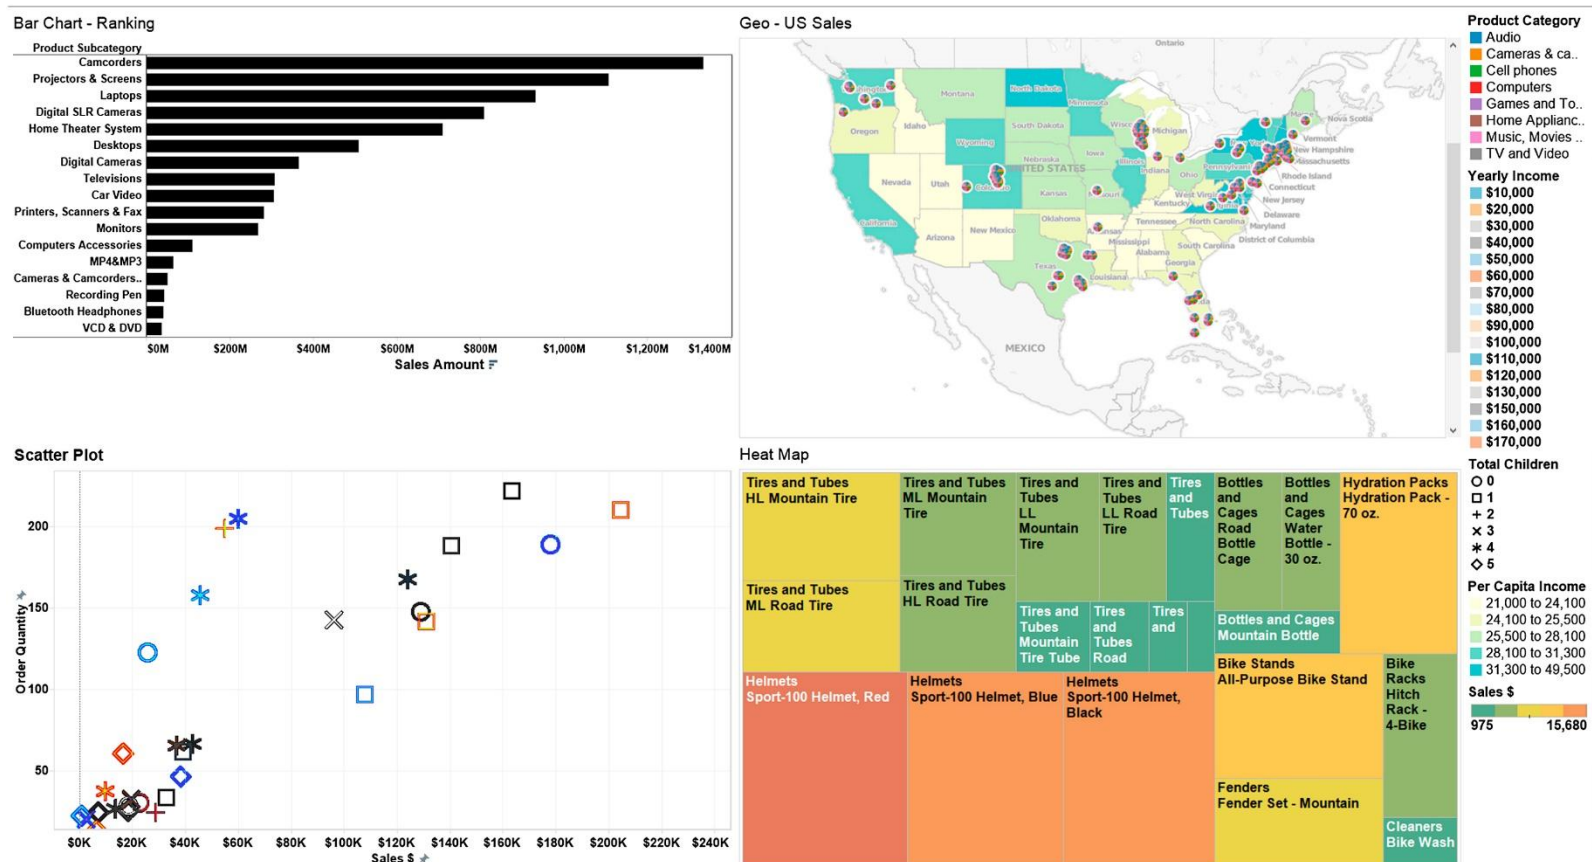 Bar Chart - Ranking
Product Subcategory
Camcorders
Projectors & Screens
Laptops
Digital SLR Cameras
Home Theater System
Desktops
Digital Cameras
Televisions
Car Video
Printers, Scanners & Fax
Monitors
Computers Accessories
MP4&MP3
Cameras & Camcorders..
Recording Pen
Bluetooth Headphones
VCD & DVD
$0M $200M $400M $600M $800M $1,000M $1,200M $1,400M
Sales Amount
Geo - US Sales
Ontario
North Dakota
Montana
Minnesota
Nova Scotia
Oregon
Idaho
South Dakota
Michigan
Vermont
Wyoming
New Hampshire
Massachusetts
Nebraska
Iowa
Rhode Island
UNITED STATES
Illinois
Indiana
Ohio
Connecticut
Nevada
Utah
Kansas
New Jersey
Kentucky
Delaware
California
Oklahoma
Tennessee
North Carolina
Maryland
Arizona
New Mexico
Mississippi
South Carolina
District of Columbia
Alabama
Georgia
Texas
Louisiana
MEXICO
Product Category
Audio
Cameras & ca..
Cell phones
Computers
Games and To..
Home Applianc..
Music, Movies ..
TV and Video
Yearly Income
$10,000
$20,000
$30,000
$40,000
$50,000
$60,000
$70,000
$80,000
$90,000
$100,000
$110,000
$120,000
$130,000
$150,000
$160,000
$170,000
Total Children
0
1
2
3
4
5
Per Capita Income
21,000 to 24,100
24,100 to 25,500
25,500 to 28,100
28,100 to 31,300
31,300 to 49,500
Sales $
975 15,680
Scatter Plot
Order Quantity
200
150
100
50
$0K $20K $40K $60K $80K $100K $120K $140K $160K $180K $200K $220K $240K
Sales $
Heat Map
Tires and Tubes
HL Mountain Tire
Tires and Tubes
ML Mountain
Tire
Tires and
Tubes
LL
Mountain
Tire
Tires and
Tubes
LL Road
Tire
Tires
and
Tubes
Bottles
and
Cages
Road
Bottle
Cage
Bottles
and
Cages
Water
Bottle -
30 oz.
Hydration Packs
Hydration Pack -
70 oz.
Tires and Tubes
ML Road Tire
Tires and Tubes
HL Road Tire
Tires and
Tubes
Mountain
Tire Tube
Tires
and
Tubes
Road
Tires
and
Bottles and Cages
Mountain Bottle
Helmets
Sport-100 Helmet, Red
Helmets
Sport-100 Helmet, Blue
Helmets
Sport-100 Helmet,
Black
Bike Stands
All-Purpose Bike Stand
Bike
Racks
Hitch
Rack -
4-Bike
Fenders
Fender Set - Mountain
Cleaners
Bike Wash